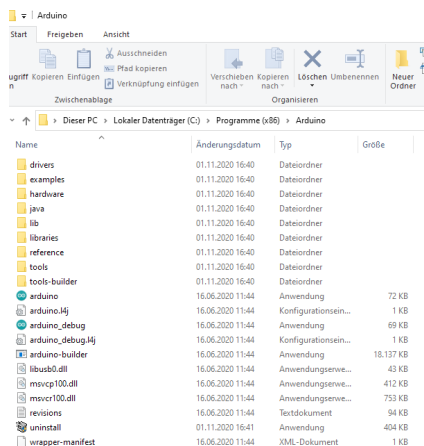 Arduino
Start Freigeben Ansicht
Ausschneiden
Pfad kopieren
Verknüpfung einfügen
ugriff Kopieren Einfügen
Verschieben nach Kopieren nach Löschen Umbenennen Neuer Ordner
Zwischenablage Organisieren
Dieser PC > Lokaler Datenträger (C:) > Programme (x86) > Arduino
Name Änderungsdatum Typ Größe
drivers 01.11.2020 16:40 Dateiordner
examples 01.11.2020 16:40 Dateiordner
hardware 01.11.2020 16:40 Dateiordner
java 01.11.2020 16:40 Dateiordner
lib 01.11.2020 16:40 Dateiordner
libraries 01.11.2020 16:40 Dateiordner
reference 01.11.2020 16:40 Dateiordner
tools 01.11.2020 16:40 Dateiordner
tools-builder 01.11.2020 16:40 Dateiordner
arduino 16.06.2020 11:44 Anwendung 72 KB
arduino.l4j 16.06.2020 11:44 Konfigurationsein... 1 KB
arduino_debug 16.06.2020 11:44 Anwendung 69 KB
arduino_debug.l4j 16.06.2020 11:44 Konfigurationsein... 1 KB
arduino-builder 16.06.2020 11:44 Anwendung 18.137 KB
libusb0.dll 16.06.2020 11:44 Anwendungserwe... 43 KB
msvcp100.dll 16.06.2020 11:44 Anwendungserwe... 412 KB
msvcr100.dll 16.06.2020 11:44 Anwendungserwe... 753 KB
revisions 16.06.2020 11:44 Textdokument 94 KB
uninstall 01.11.2020 16:41 Anwendung 404 KB
wrapper-manifest 16.06.2020 11:44 XML-Dokument 1 KB